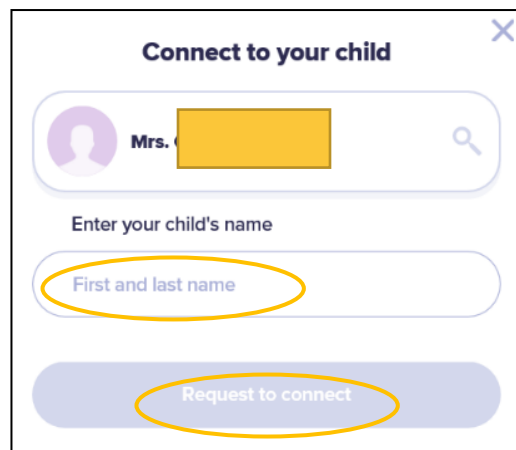 Connect to your child
Mrs.
Enter your child's name
First and last name
Request to connect